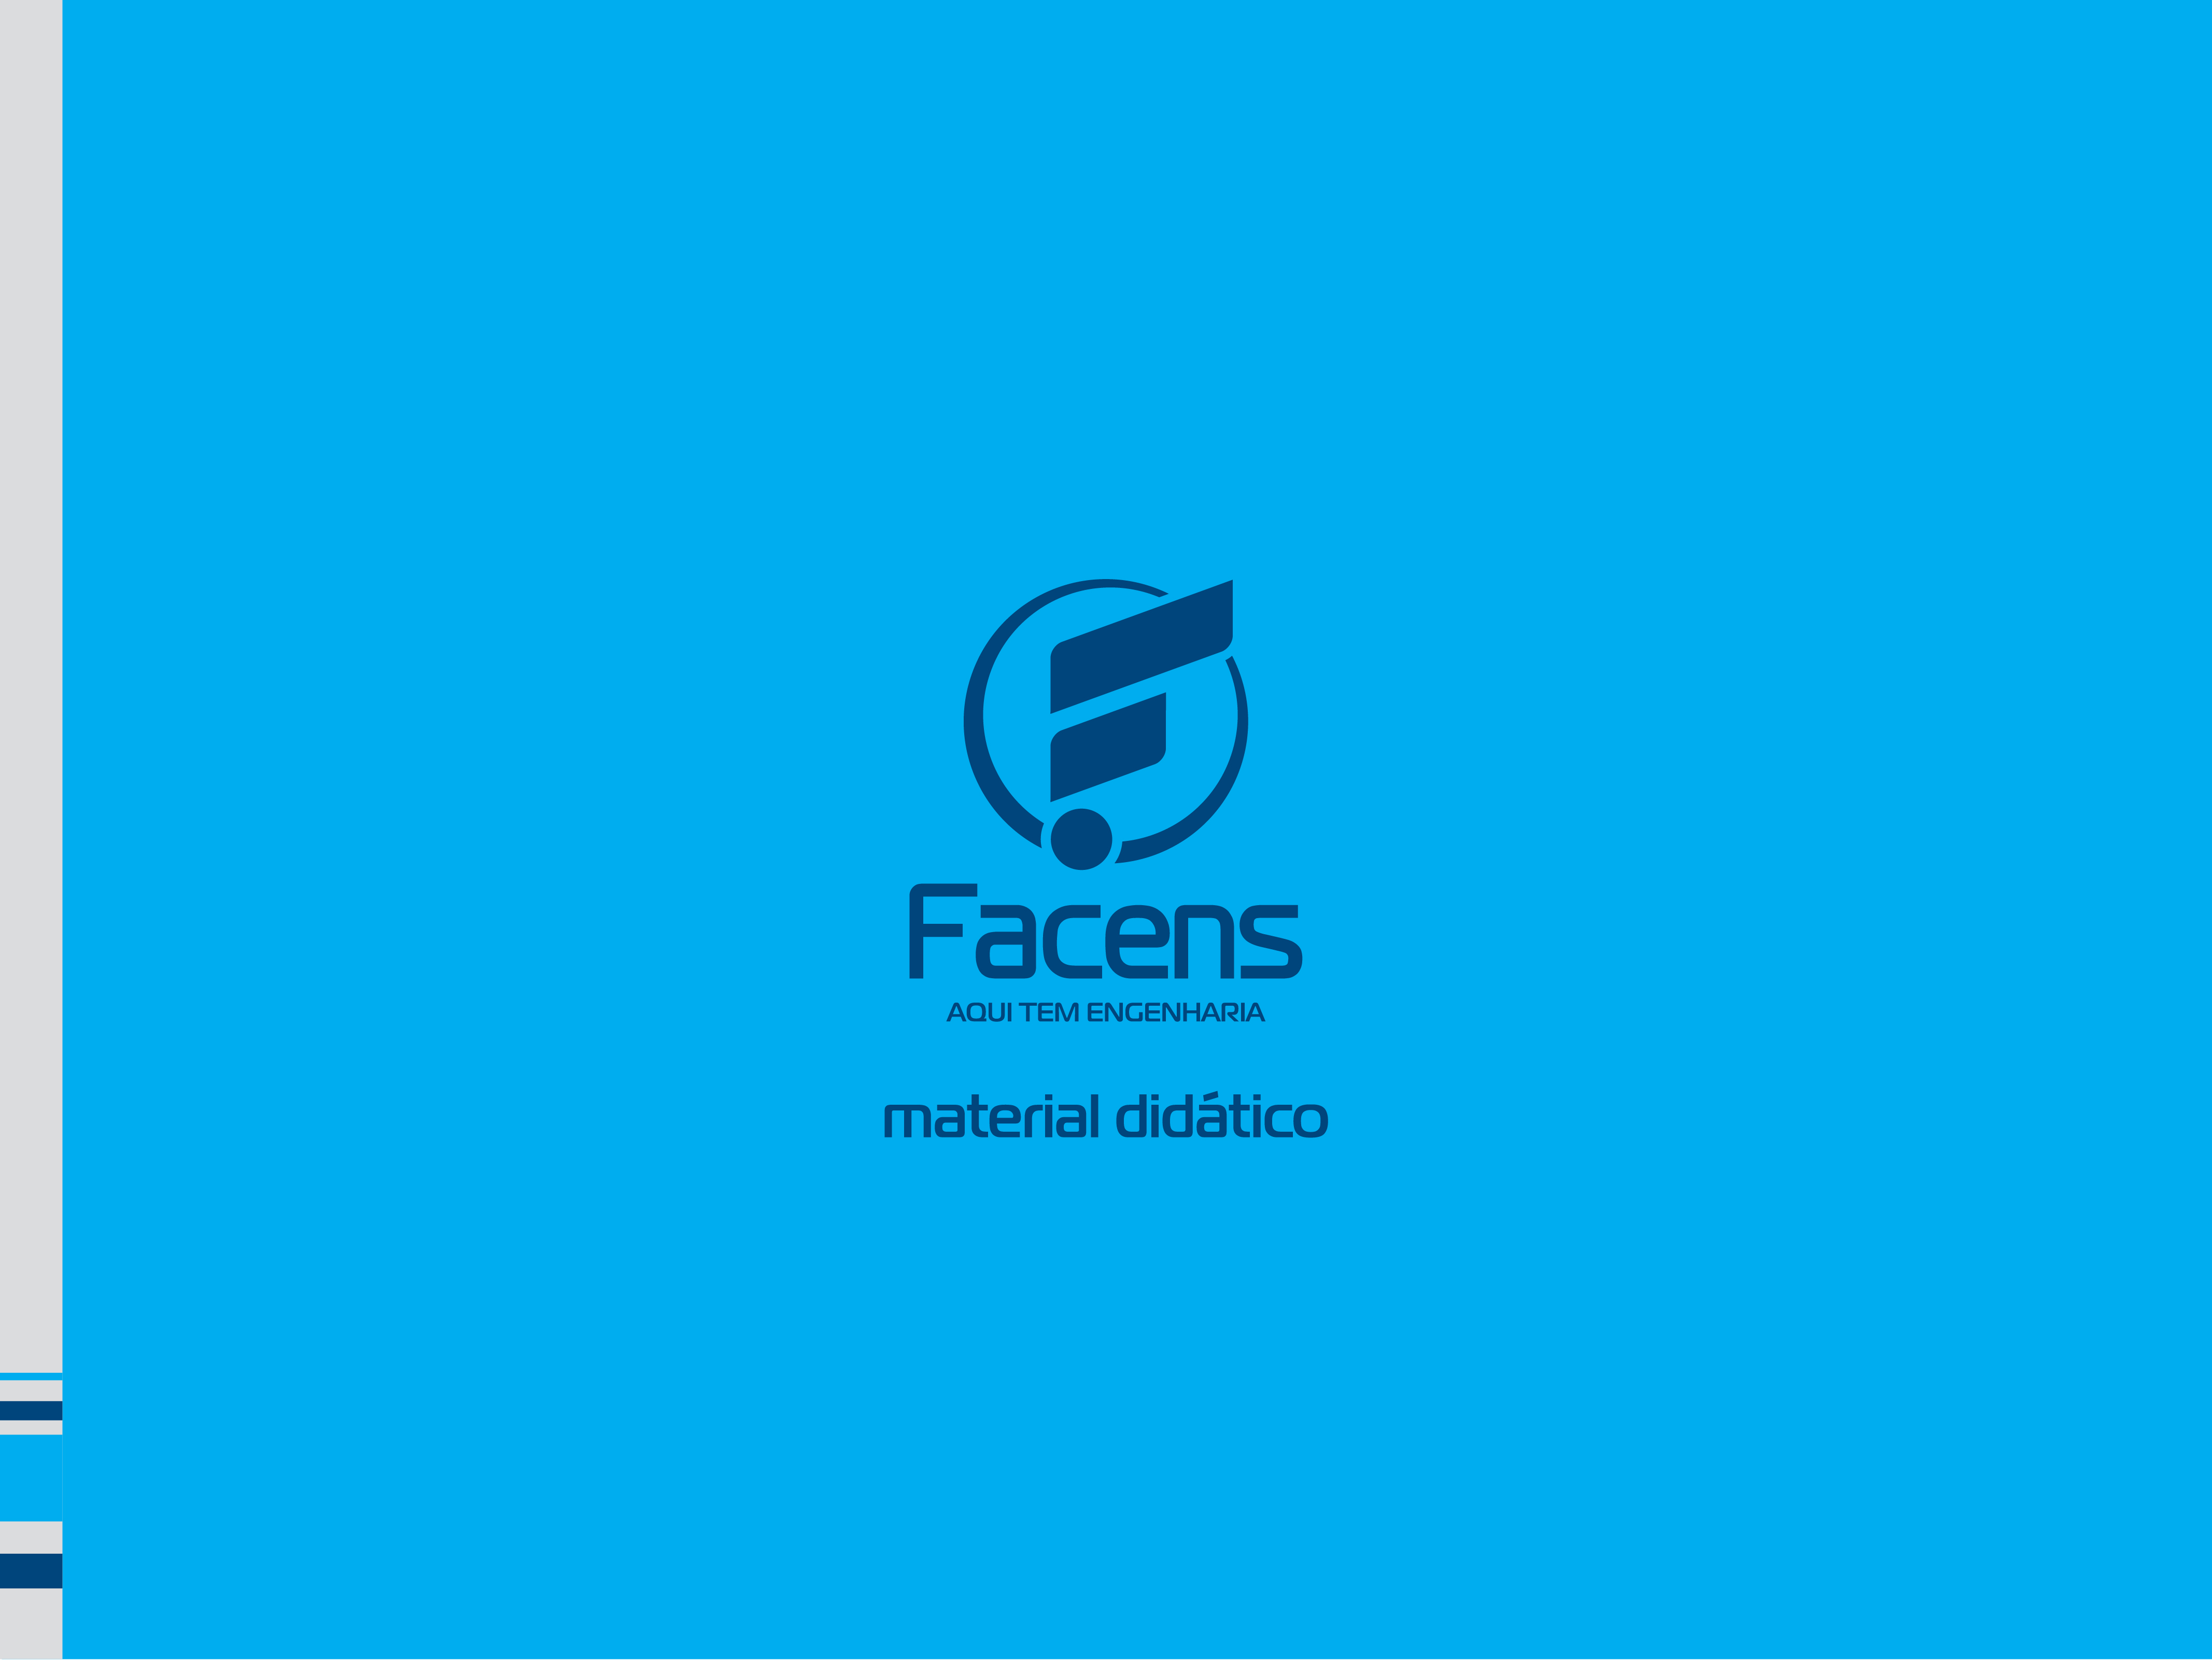 Facens
AQUI TEM ENGENHARIA
material didático